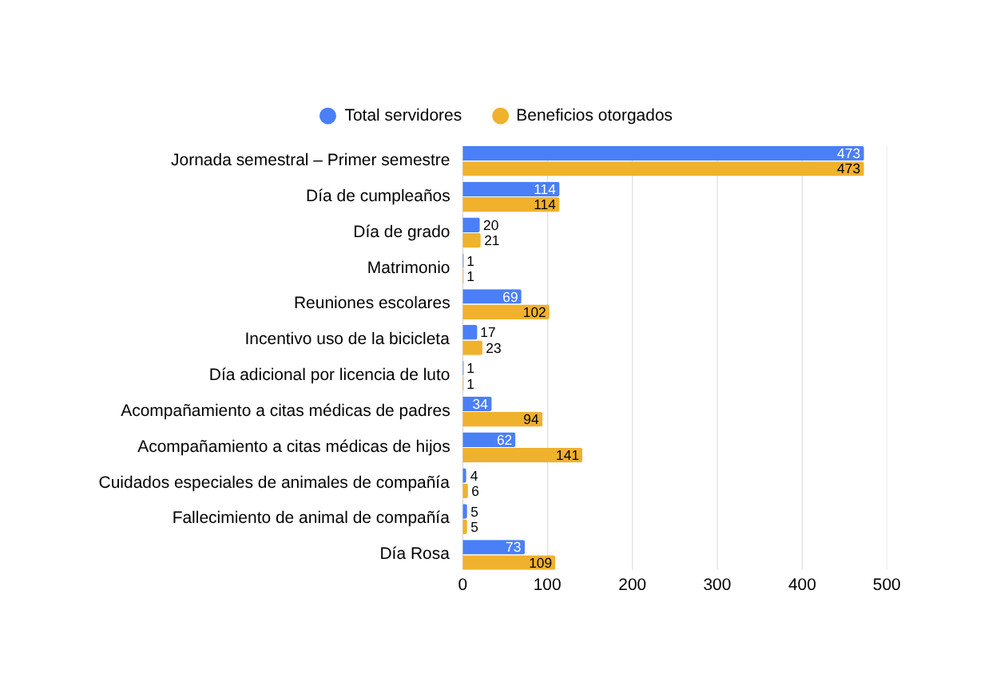 Total servidores Beneficios otorgados
Jornada semestral – Primer semestre 473
473
Día de cumpleaños 114
114
Día de grado 20
21
Matrimonio 1
1
Reuniones escolares 69
102
Incentivo uso de la bicicleta 17
23
Día adicional por licencia de luto 1
1
Acompañamiento a citas médicas de padres 34
94
Acompañamiento a citas médicas de hijos 62
141
Cuidados especiales de animales de compañía 4
6
Fallecimiento de animal de compañía 5
5
Día Rosa 73
109
0 100 200 300 400 500